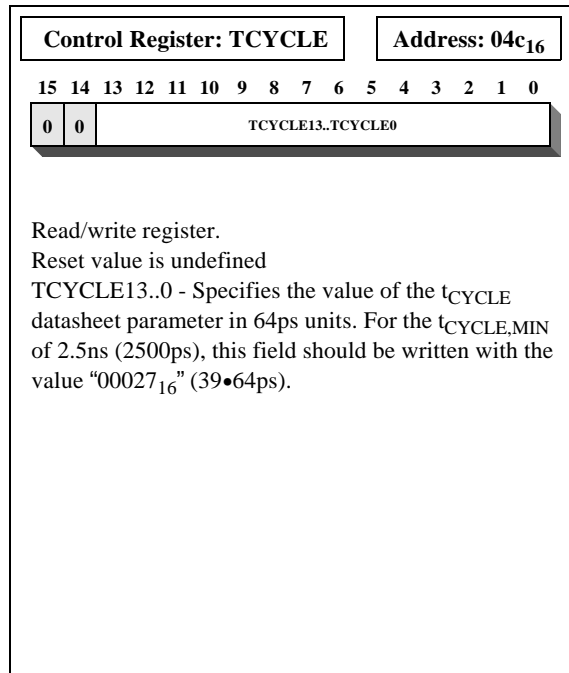 Control Register: TCYCLE Address: 04c₁₆
15 14 13 12 11 10 9 8 7 6 5 4 3 2 1 0
0 0 TCYCLE13..TCYCLE0
Read/write register.
Reset value is undefined
TCYCLE13..0 - Specifies the value of the tCYCLE
datasheet parameter in 64ps units. For the tCYCLE,MIN
of 2.5ns (2500ps), this field should be written with the
value “00027₁₆” (39•64ps).